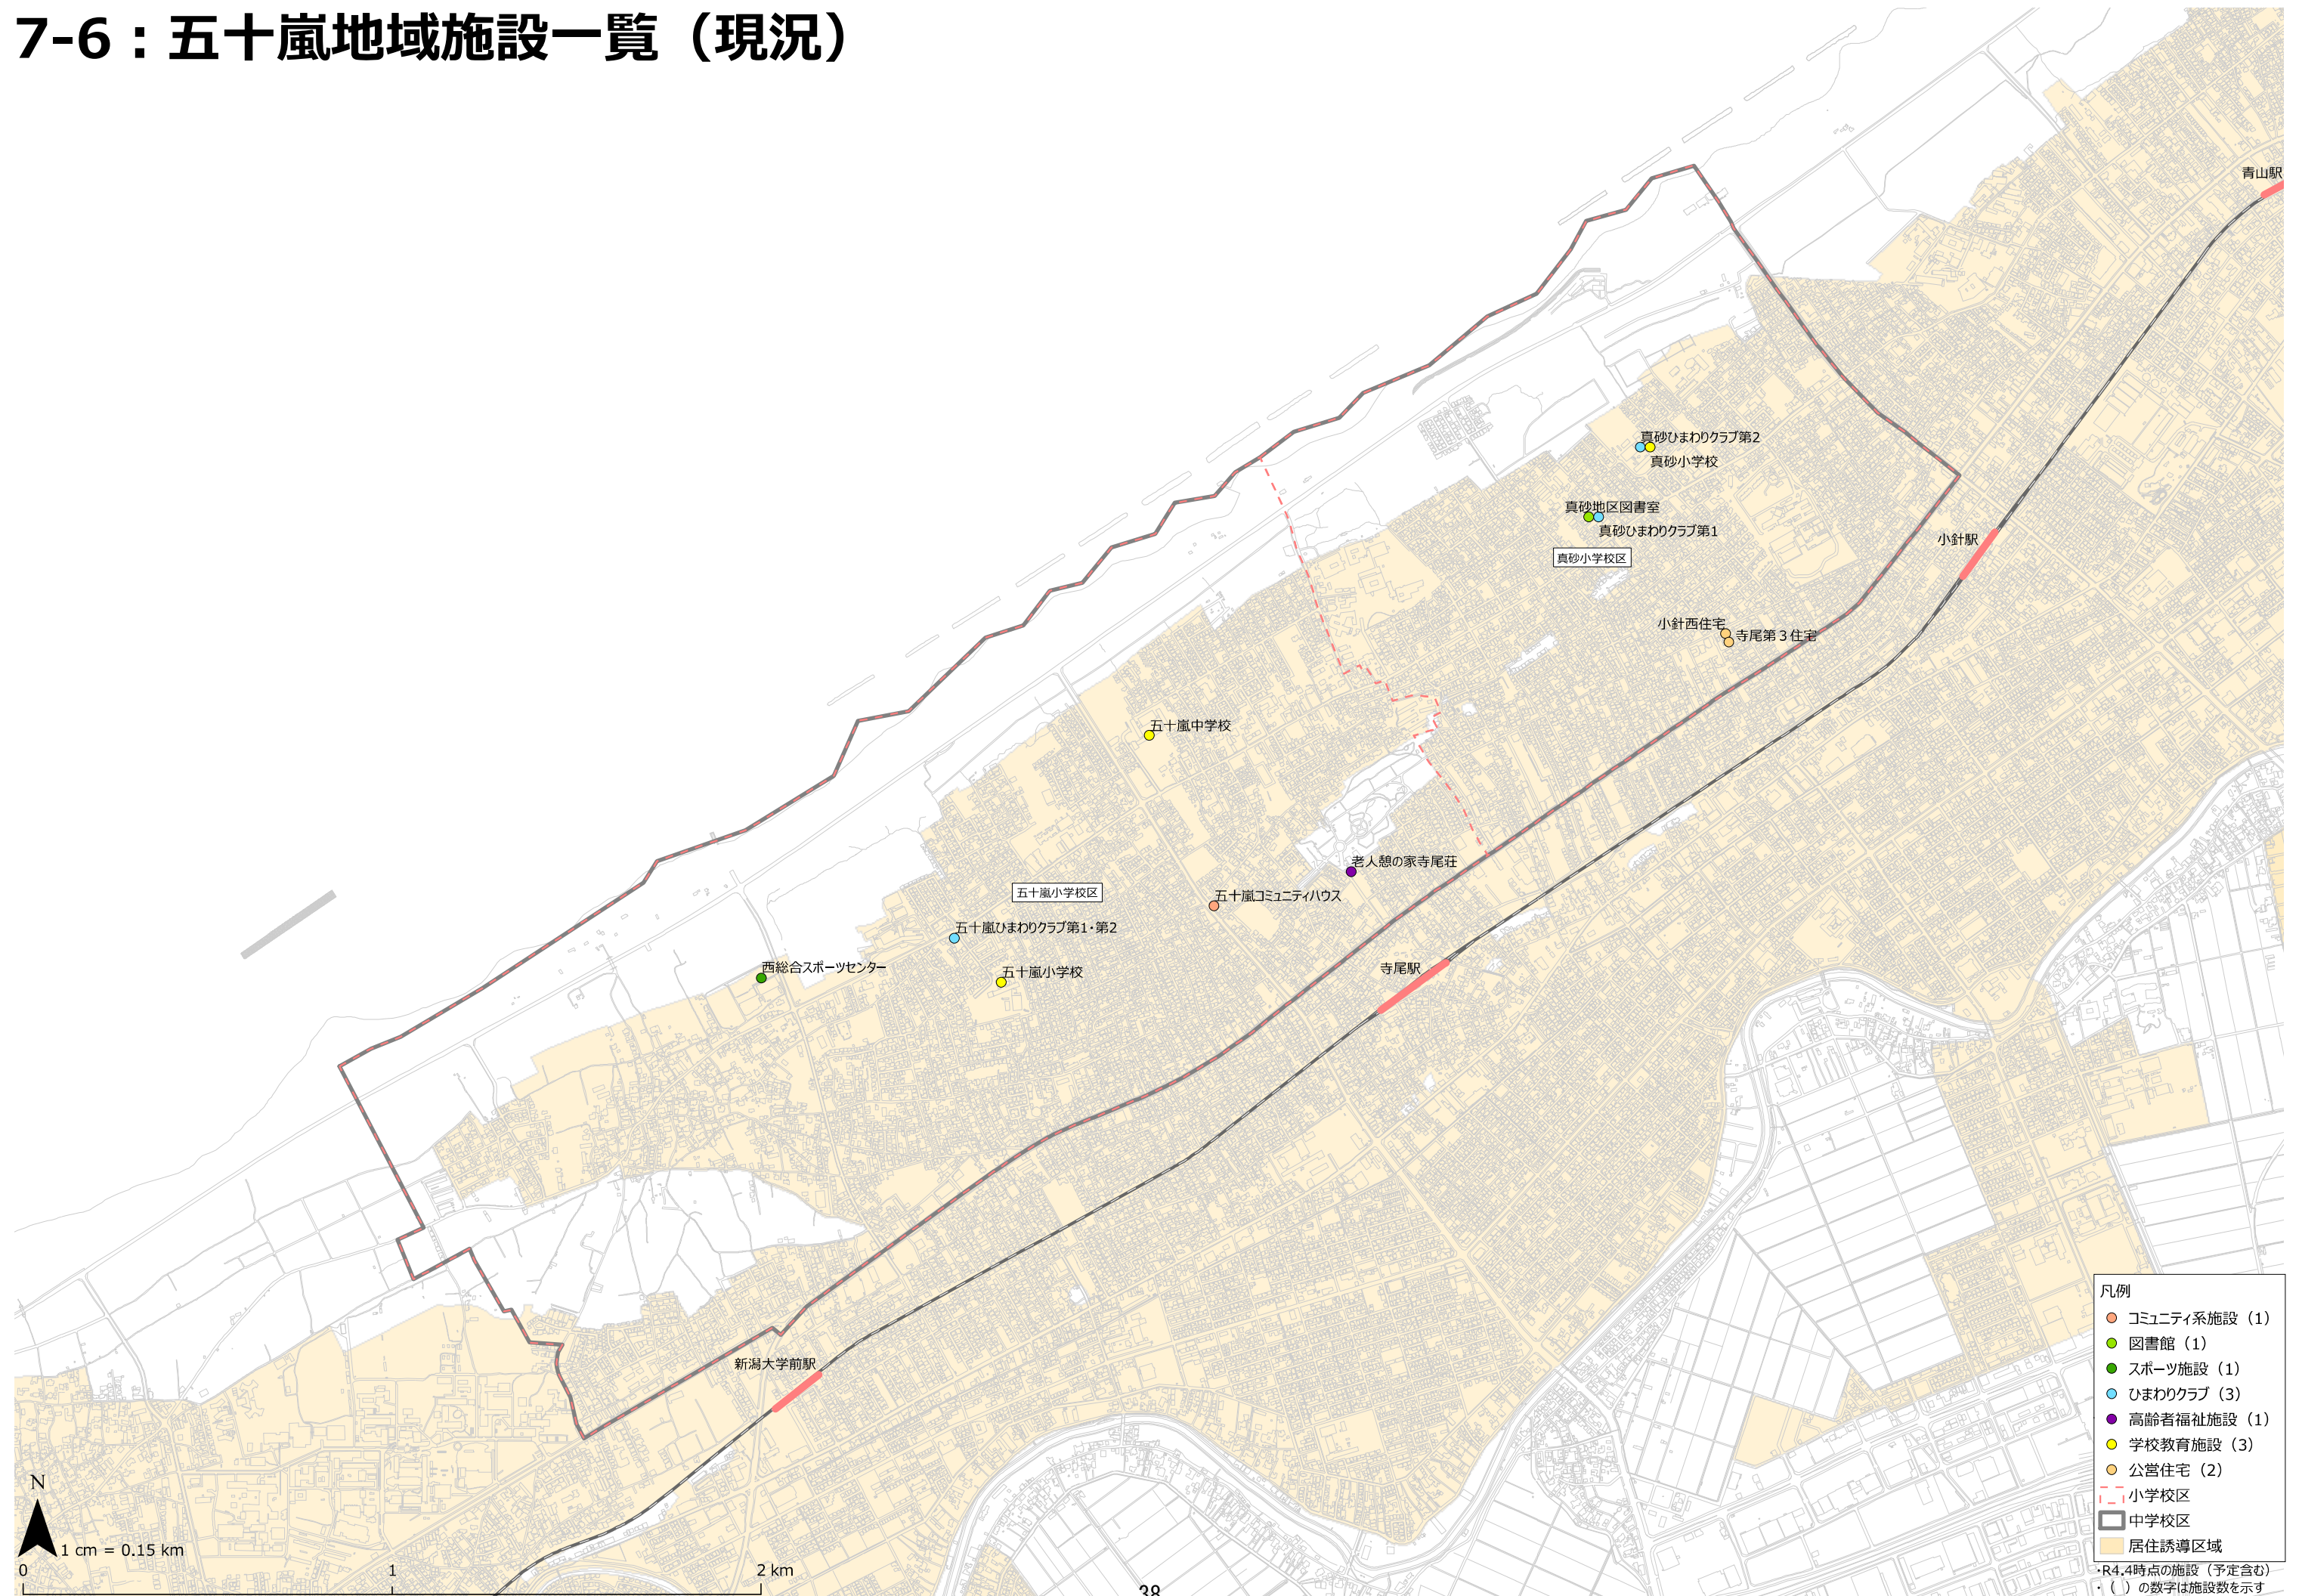 7-6：五十嵐地域施設一覧（現況）
青山駅
真砂ひまわりクラブ第2
真砂小学校
真砂地区図書室
真砂ひまわりクラブ第1
小針駅
真砂小学校区
小針西住宅
寺尾第３住宅
五十嵐中学校
老人憩の家寺尾荘
五十嵐小学校区
五十嵐コミュニティハウス
五十嵐ひまわりクラブ第1・第2
西総合スポーツセンター
五十嵐小学校
寺尾駅
新潟大学前駅
凡例
コミュニティ系施設（1）
図書館（1）
スポーツ施設（1）
ひまわりクラブ（3）
高齢者福祉施設（1）
学校教育施設（3）
公営住宅（2）
小学校区
中学校区
居住誘導区域
・R4.4時点の施設（予定含む）
・（ ）の数字は施設数を示す
N
1 cm = 0.15 km
0 1 2 km
38